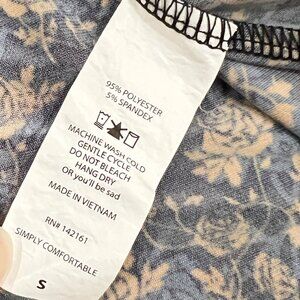 95% POLYESTER
5% SPANDEX
MACHINE WASH COLD
GENTLE CYCLE
DO NOT BLEACH
HANG DRY
OR you'll be sad
MADE IN VIETNAM
RN# 142161
SIMPLY COMFORTABLE
S